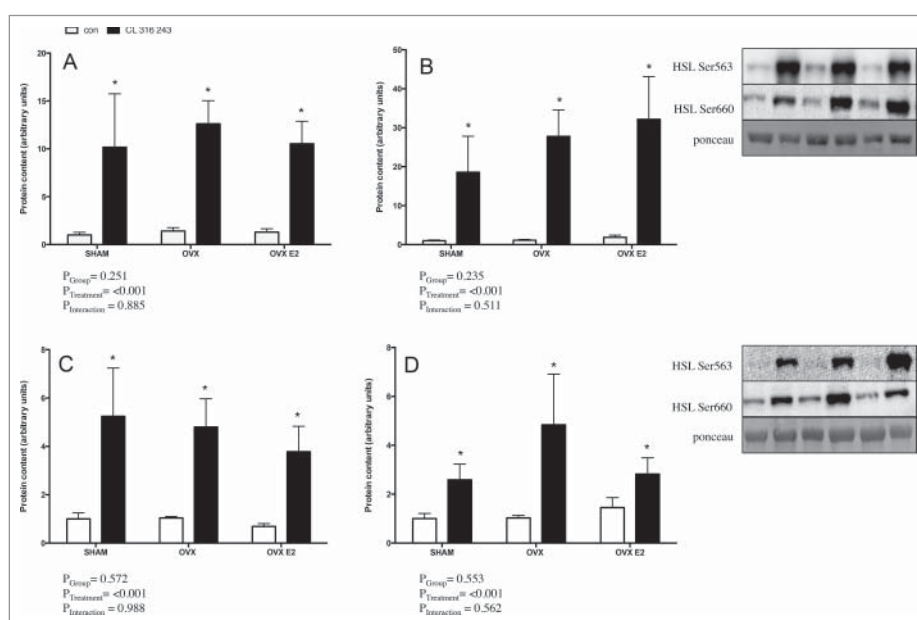 con CL 316 243
A
Protein content (arbitrary units)
20
15
10
5
0
* * *
SHAM OVX OVX E2
P_Group= 0.251
P_Treatment= <0.001
P_Interaction= 0.885
B
Protein content (arbitrary units)
50
40
30
20
10
0
* * *
SHAM OVX OVX E2
P_Group= 0.235
P_Treatment= <0.001
P_Interaction= 0.511
HSL Ser563
HSL Ser660
ponceau
C
Protein content (arbitrary units)
8
6
4
2
0
* * *
SHAM OVX OVX E2
P_Group= 0.572
P_Treatment= <0.001
P_Interaction= 0.988
D
Protein content (arbitrary units)
8
6
4
2
0
* * *
SHAM OVX OVX E2
P_Group= 0.553
P_Treatment= <0.001
P_Interaction= 0.562
HSL Ser563
HSL Ser660
ponceau